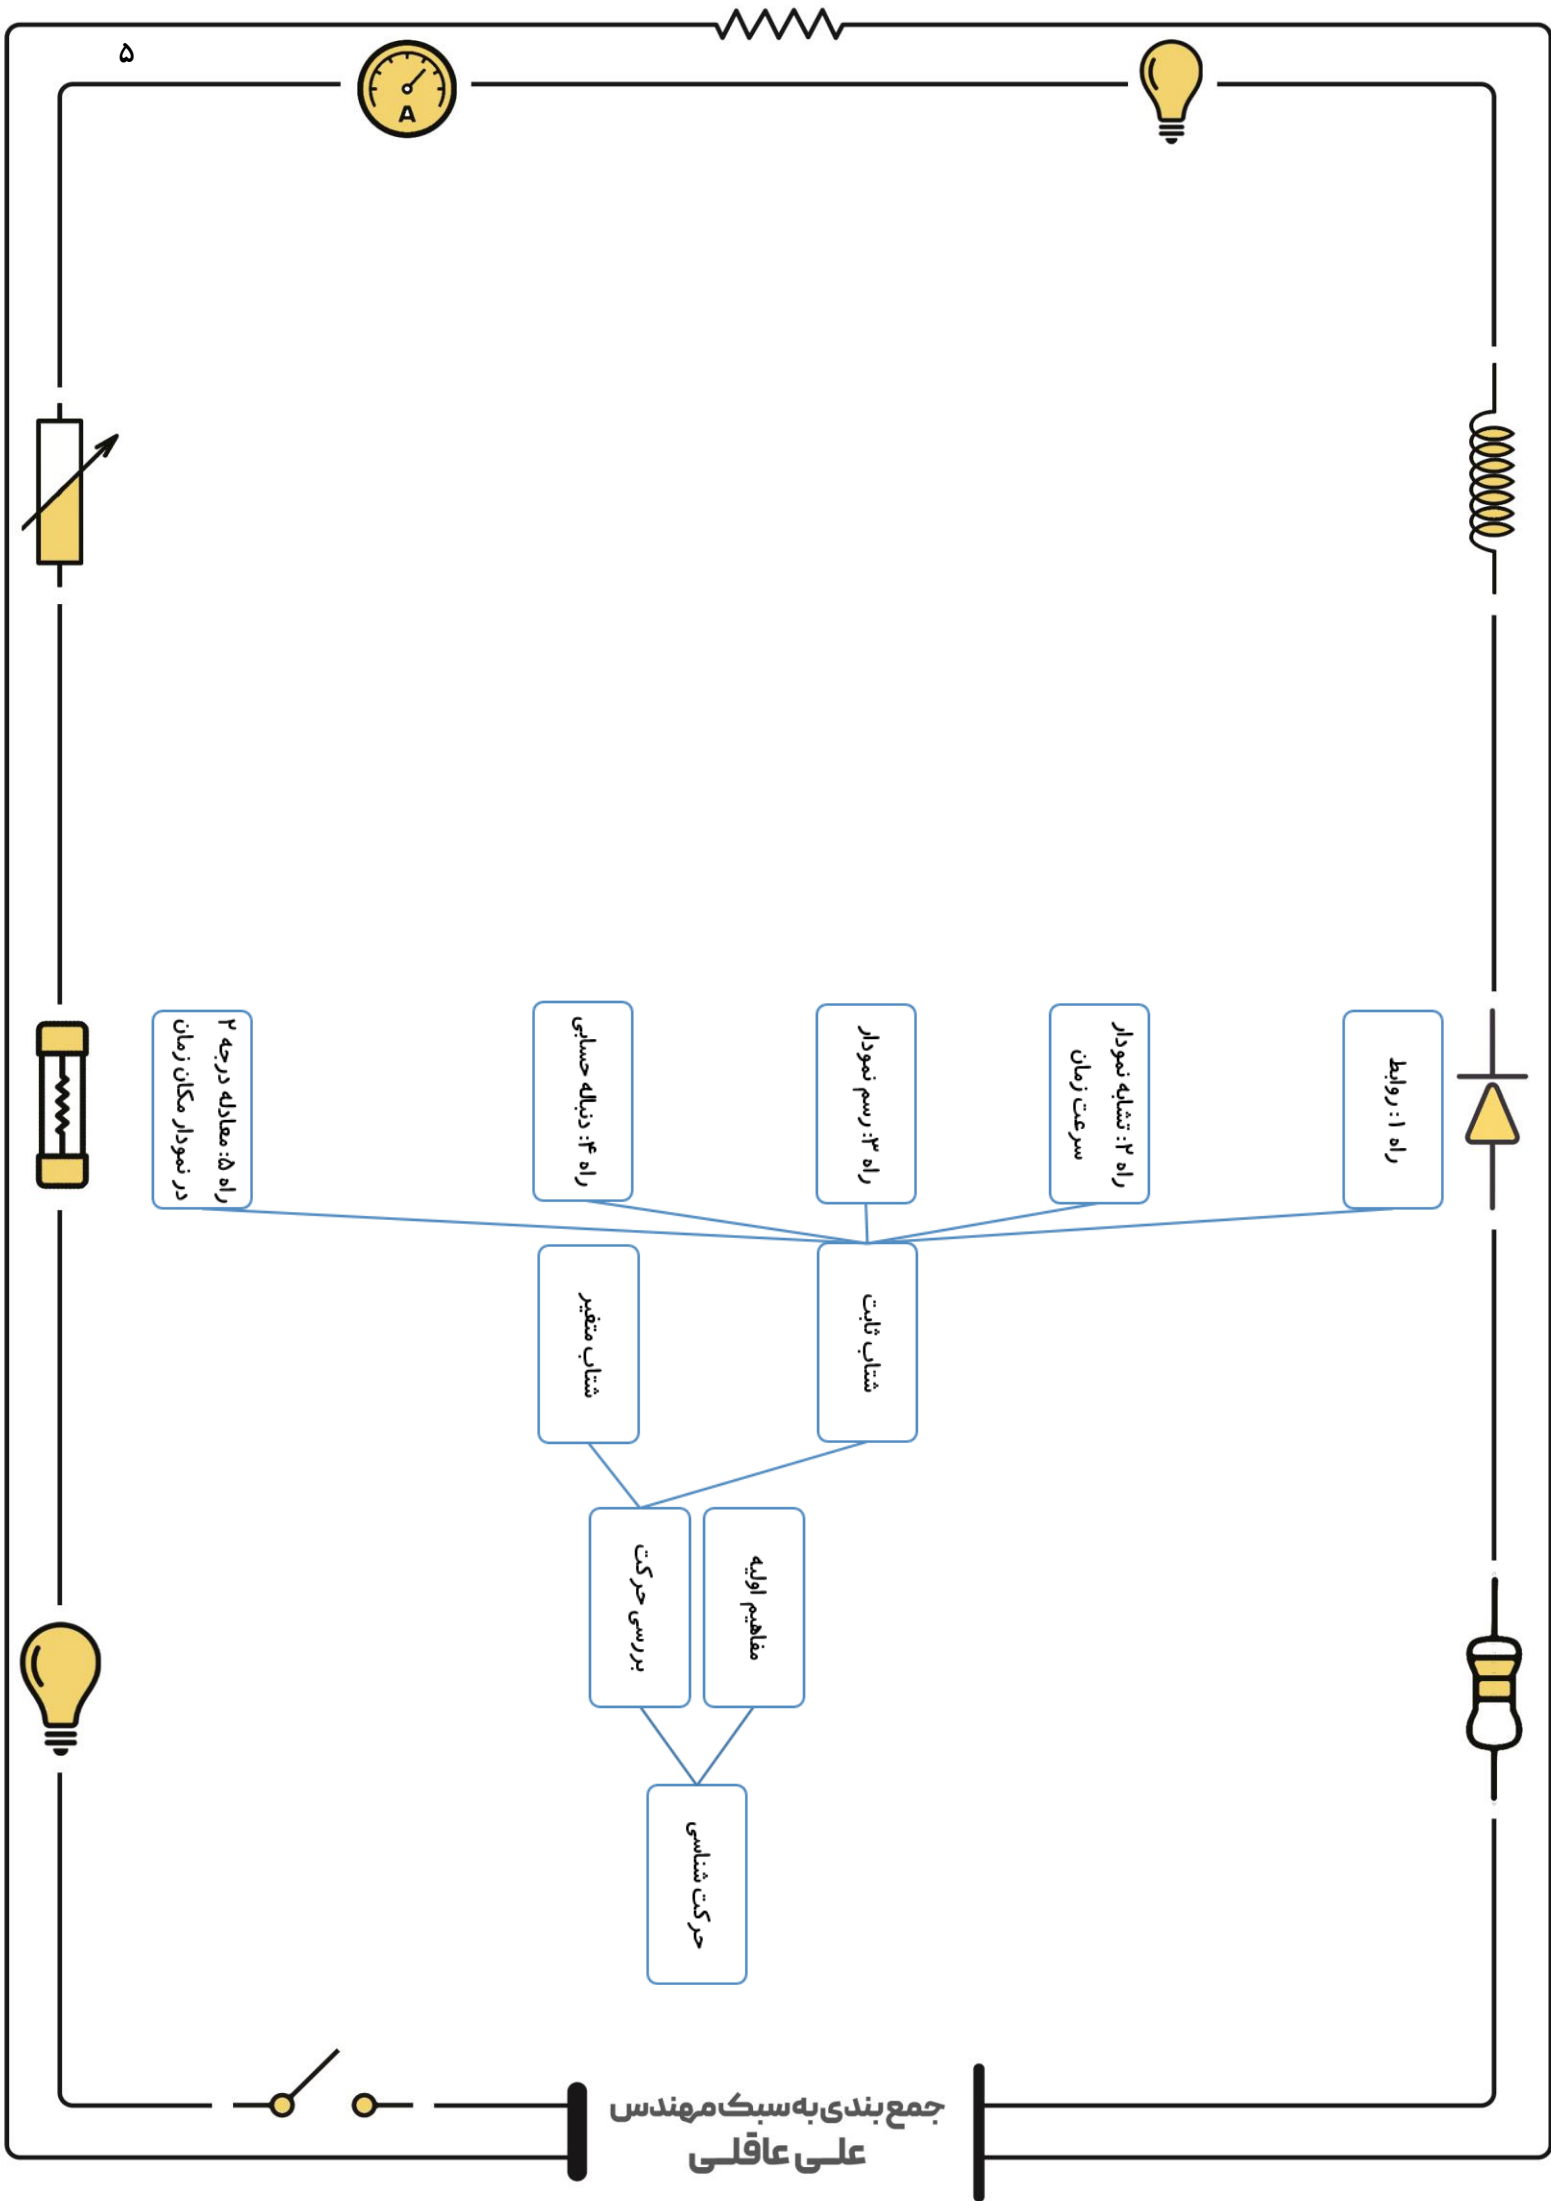 ۵
A
راه ۱: روابط
راه ۲: تشابه نمودار
سرعت زمان
راه ۳: رسم نمودار
راه ۴: دنباله حسابی
راه ۵: معادله درجه ۲
در نمودار مکان زمان
شتاب ثابت
شتاب متغیر
مفاهیم اولیه
بررسی حرکت
حرکت شناسی
جمع‌بندی به سبک مهندس
علی عاقلی